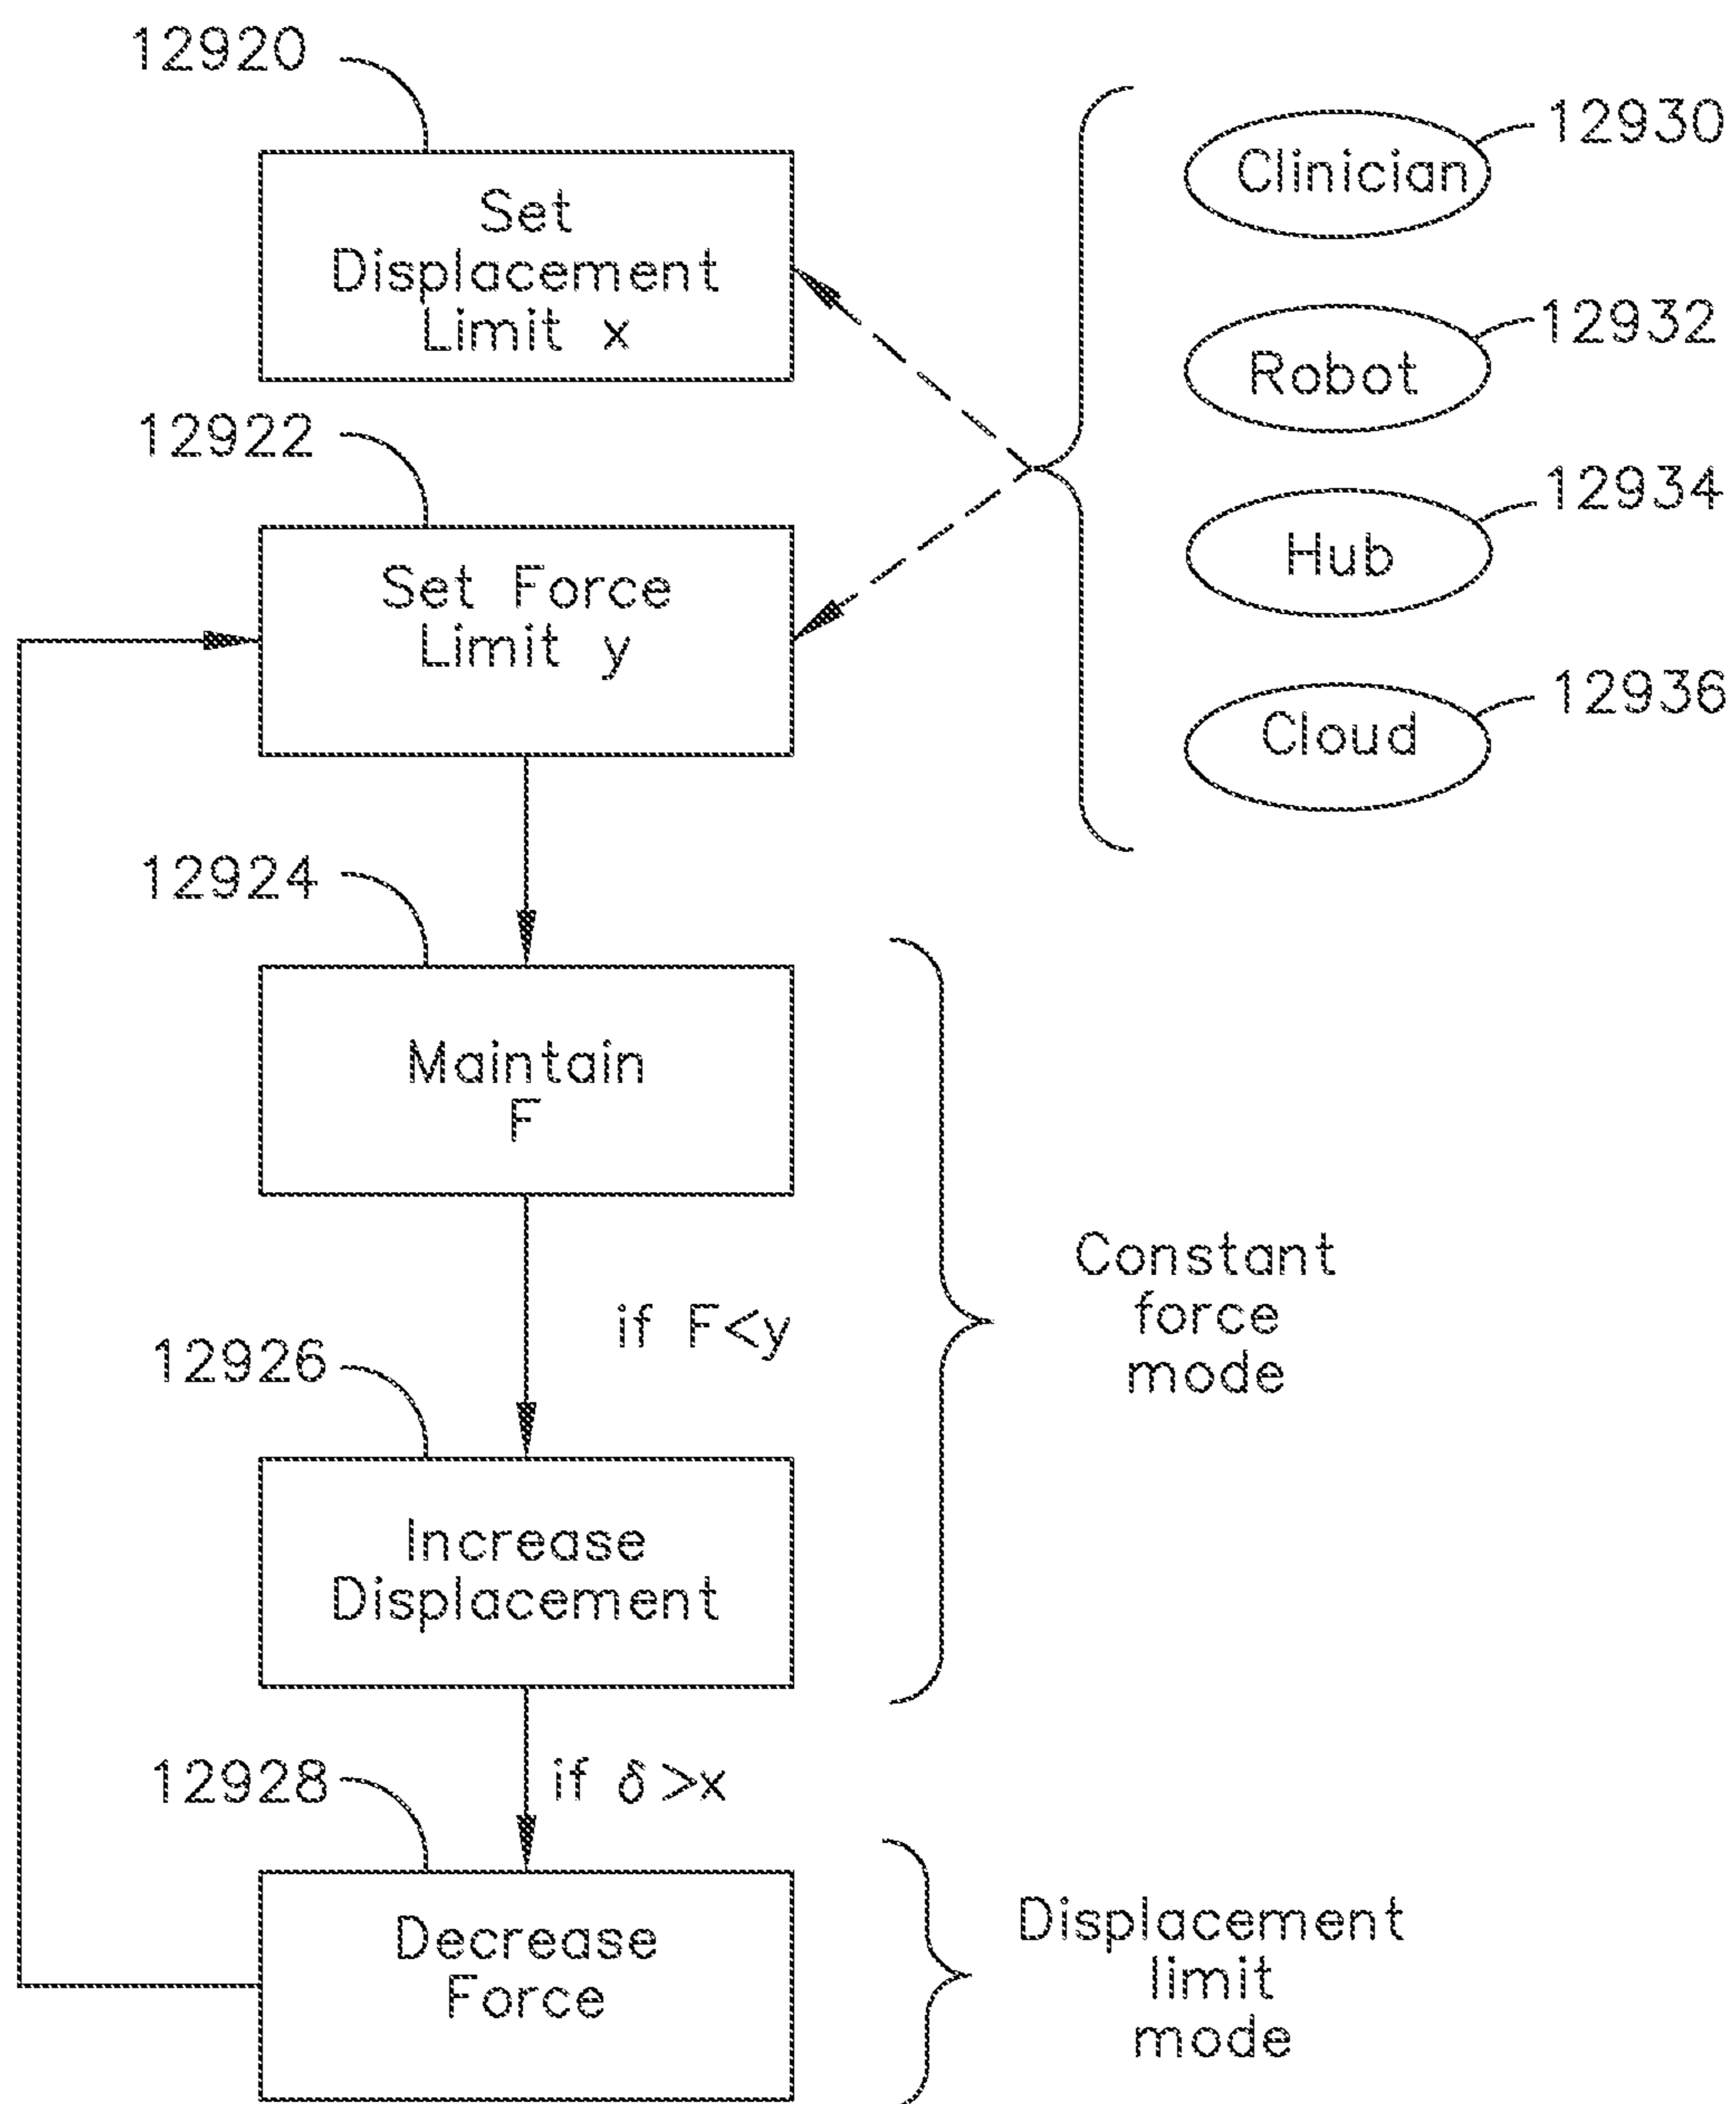 12920
Set
Displacement
Limit x
12930
Clinician
12932
Robot
12922
Set Force
Limit y
12934
Hub
12936
Cloud
12924
Maintain
F
Constant
force
mode
if F<y
12926
Increase
Displacement
12928
if δ>x
Decrease
Force
Displacement
limit
mode